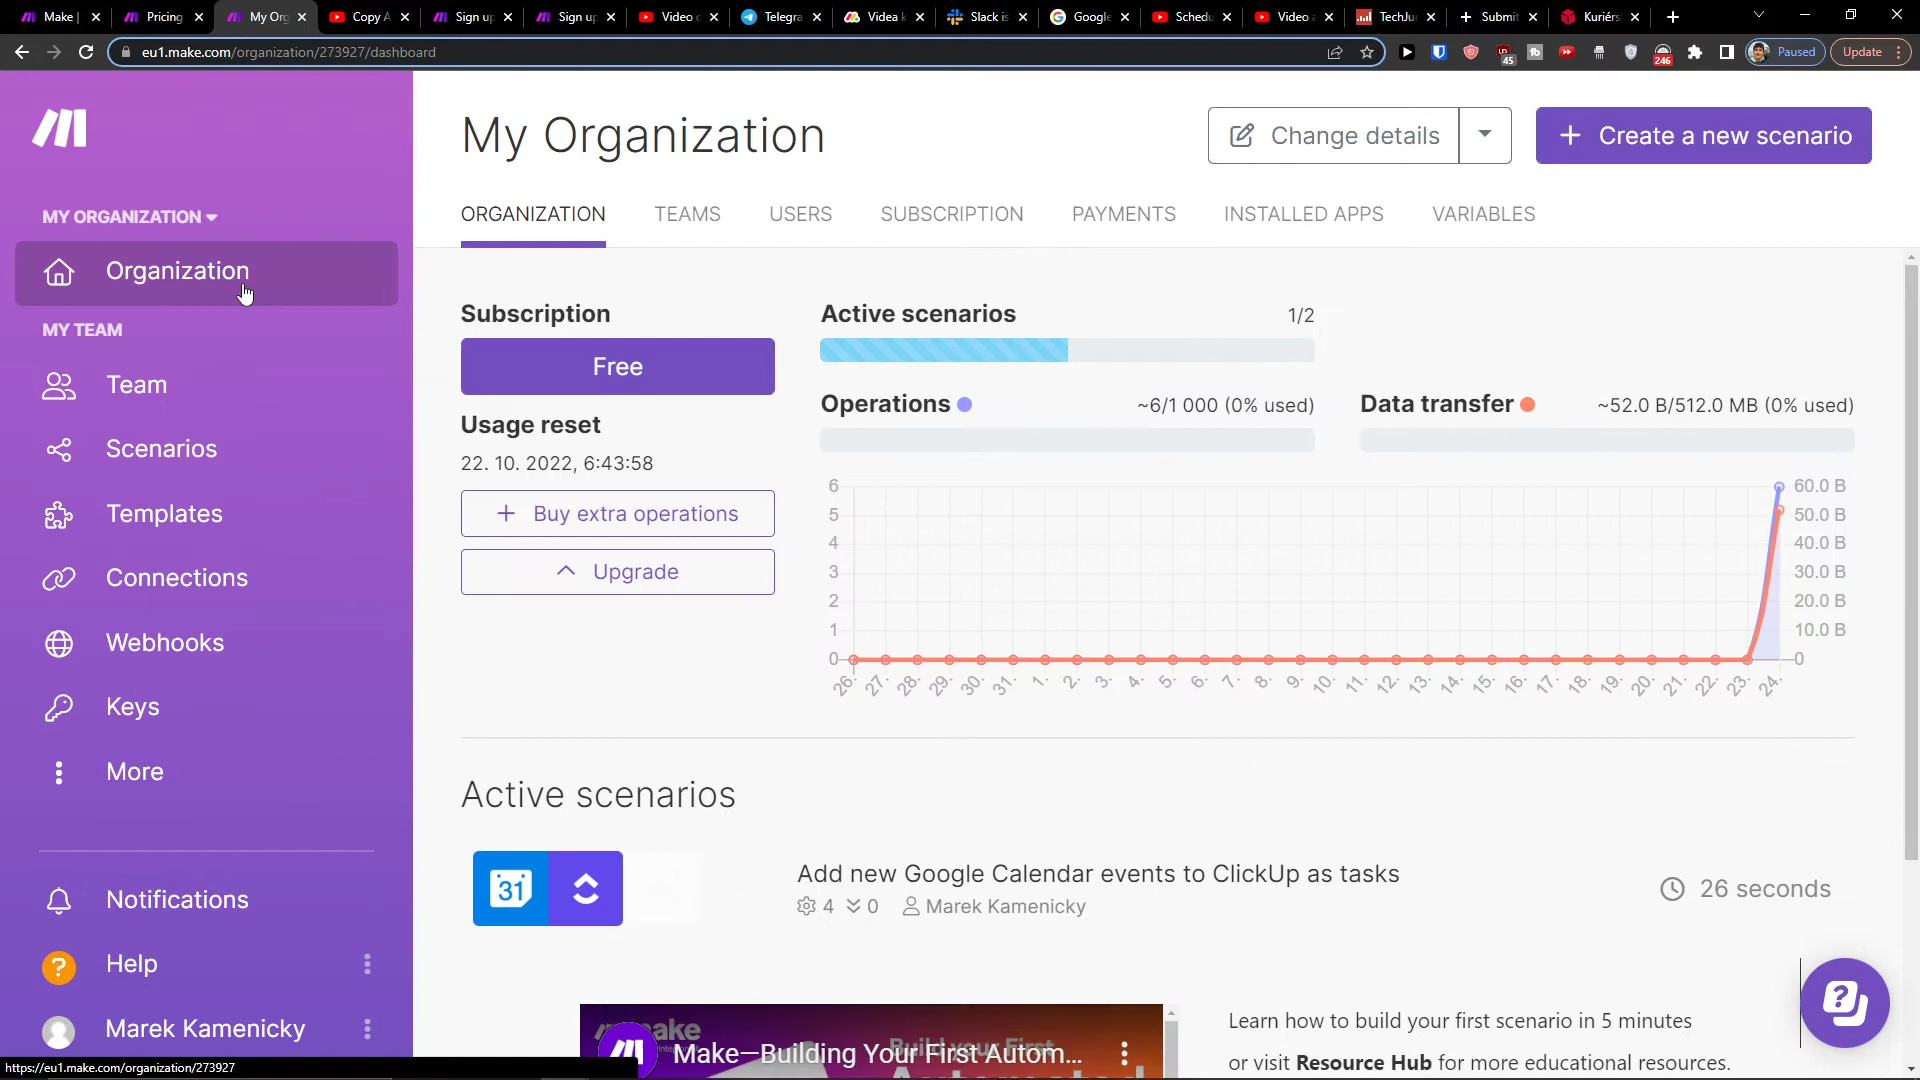 Make |
Pricing
My Org
Copy A
Sign up
Sign up
Video c
Telegra
Videa k
Slack is
Google
Schedu
Video a
TechJu
Submit
Kuriérs
eu1.make.com/organization/273927/dashboard
45
246
Paused
Update
MY ORGANIZATION
Organization
MY TEAM
Team
Scenarios
Templates
Connections
Webhooks
Keys
More
Notifications
Help
Marek Kamenicky
https://eu1.make.com/organization/273927
My Organization
Change details
+ Create a new scenario
ORGANIZATION TEAMS USERS SUBSCRIPTION PAYMENTS INSTALLED APPS VARIABLES
Subscription
Free
Usage reset
22. 10. 2022, 6:43:58
+ Buy extra operations
Upgrade
Active scenarios 1/2
Operations ~6/1 000 (0% used)
Data transfer ~52.0 B/512.0 MB (0% used)
6 60.0 B
5 50.0 B
4 40.0 B
3 30.0 B
2 20.0 B
1 10.0 B
0 0
26. 27. 28. 29. 30. 31. 1. 2. 3. 4. 5. 6. 7. 8. 9. 10. 11. 12. 13. 14. 15. 16. 17. 18. 19. 20. 21. 22. 23. 24.
Active scenarios
31
Add new Google Calendar events to ClickUp as tasks
4 0 Marek Kamenicky
26 seconds
make
Make—Building Your First Autom...
Build your First
Automated
Learn how to build your first scenario in 5 minutes
or visit Resource Hub for more educational resources.